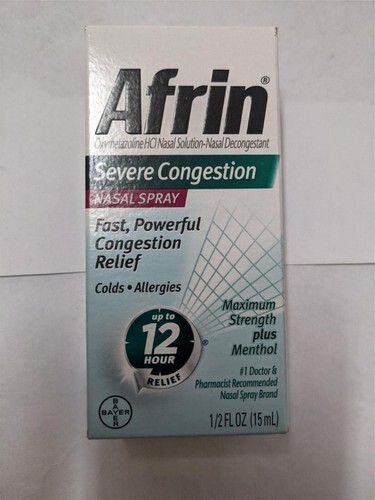 Afrin®
Oxymetazoline HCl Nasal Solution-Nasal Decongestant
Severe Congestion
NASAL SPRAY
Fast, Powerful
Congestion
Relief
Colds • Allergies
up to
12
HOUR
RELIEF
Maximum
Strength
plus
Menthol
#1 Doctor &
Pharmacist Recommended
Nasal Spray Brand
BAYER
BAYER
1/2 FL OZ (15 mL)